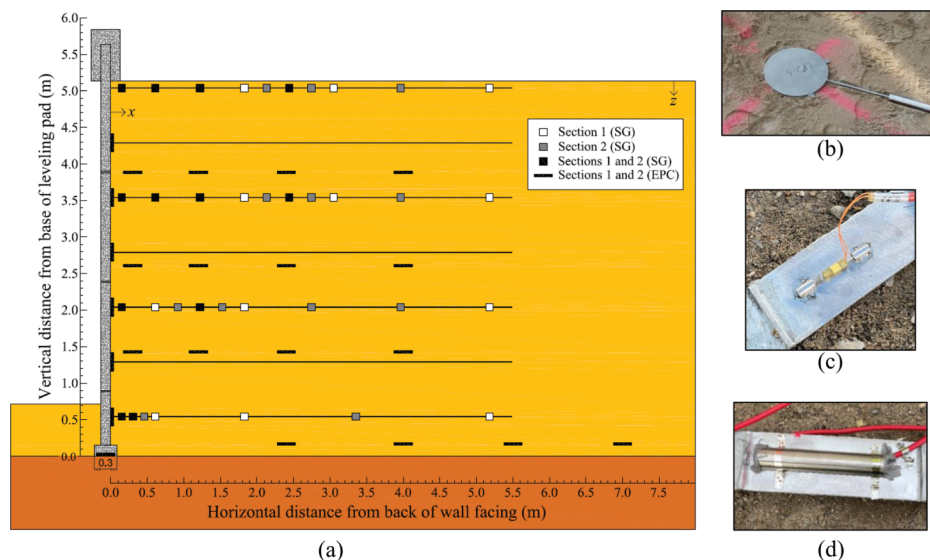 6.0
5.5
5.0
4.5
4.0
3.5
3.0
2.5
2.0
1.5
1.0
0.5
0.0
Vertical distance from base of leveling pad (m)
x
z
Section 1 (SG)
Section 2 (SG)
Sections 1 and 2 (SG)
Sections 1 and 2 (EPC)
0.3
0.0 0.5 1.0 1.5 2.0 2.5 3.0 3.5 4.0 4.5 5.0 5.5 6.0 6.5 7.0 7.5
Horizontal distance from back of wall facing (m)
(a)
(b)
(c)
(d)